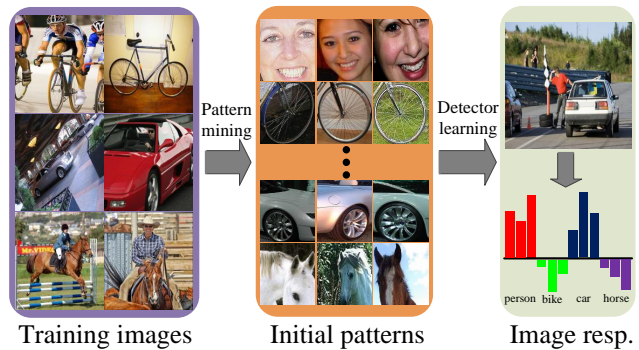 Pattern
mining
Detector
learning
person bike car horse
Training images
Initial patterns
Image resp.